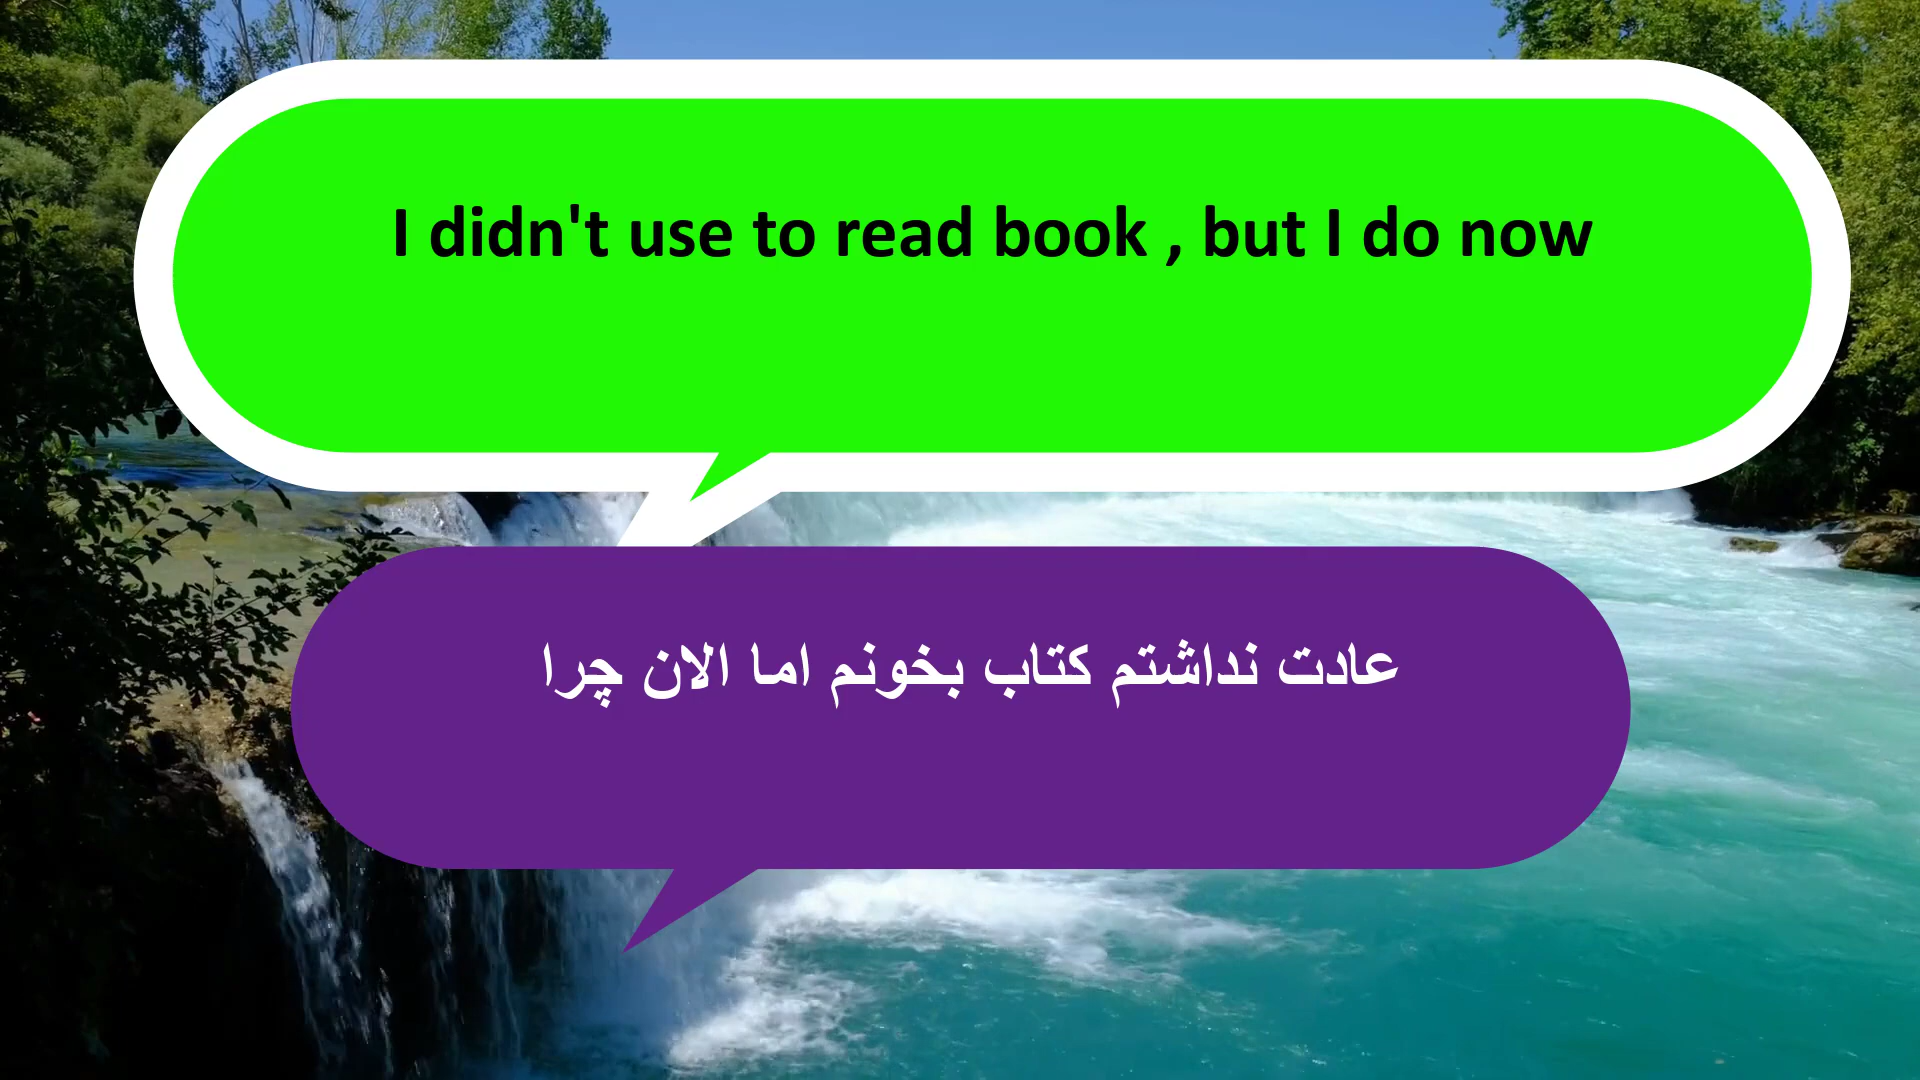 I didn't use to read book , but I do now
عادت نداشتم کتاب بخونم اما الان چرا